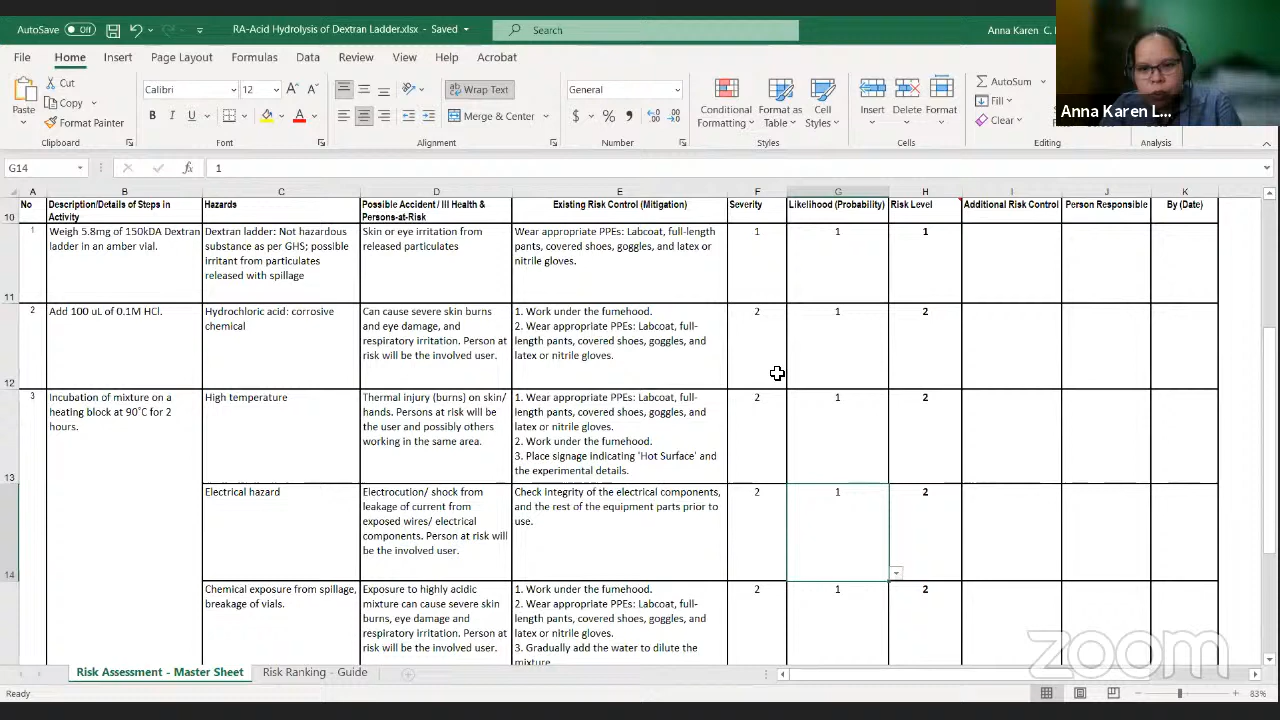 AutoSave Off RA-Acid Hydrolysis of Dextran Ladder.xlsx - Saved Search Anna Karen C.
File Home Insert Page Layout Formulas Data Review View Help Acrobat
Paste Cut Copy Format Painter Clipboard
Calibri 12 A A B I U A Font
Wrap Text Merge & Center Alignment
General $ % Number
Conditional Formatting Format as Table Cell Styles Styles
Insert Delete Format Cells
AutoSum Fill Clear Editing
Analysis
Anna Karen L...
G14 fx 1
A B C D E F G H I J K
10 No Description/Details of Steps in Activity Hazards Possible Accident / Ill Health & Persons-at-Risk Existing Risk Control (Mitigation) Severity Likelihood (Probability) Risk Level Additional Risk Control Person Responsible By (Date)
11
1
Weigh 5.8mg of 150kDA Dextran
ladder in an amber vial.
Dextran ladder: Not hazardous
substance as per GHS; possible
irritant from particulates
released with spillage
Skin or eye irritation from
released particulates
Wear appropriate PPEs: Labcoat, full-length
pants, covered shoes, goggles, and latex or
nitrile gloves.
1 1 1
12
2
Add 100 uL of 0.1M HCl.
Hydrochloric acid: corrosive
chemical
Can cause severe skin burns
and eye damage, and
respiratory irritation. Person at
risk will be the involved user.
1. Work under the fumehood.
2. Wear appropriate PPEs: Labcoat, full-
length pants, covered shoes, goggles, and
latex or nitrile gloves.
2 1 2
13
3
Incubation of mixture on a
heating block at 90˚C for 2
hours.
High temperature
Thermal injury (burns) on skin/
hands. Persons at risk will be
the user and possibly others
working in the same area.
1. Wear appropriate PPEs: Labcoat, full-
length pants, covered shoes, goggles, and
latex or nitrile gloves.
2. Work under the fumehood.
3. Place signage indicating 'Hot Surface' and
the experimental details.
2 1 2
14
Electrical hazard
Electrocution/ shock from
leakage of current from
exposed wires/ electrical
components. Person at risk will
be the involved user.
Check integrity of the electrical components,
and the rest of the equipment parts prior to
use.
2 1 2
Chemical exposure from spillage,
breakage of vials.
Exposure to highly acidic
mixture can cause severe skin
burns, eye damage and
respiratory irritation. Person at
risk will be the involved user.
1. Work under the fumehood.
2. Wear appropriate PPEs: Labcoat, full-
length pants, covered shoes, goggles, and
latex or nitrile gloves.
3. Gradually add the water to dilute the
mixture
2 1 2
zoom
Risk Assessment - Master Sheet Risk Ranking - Guide
Ready 83%